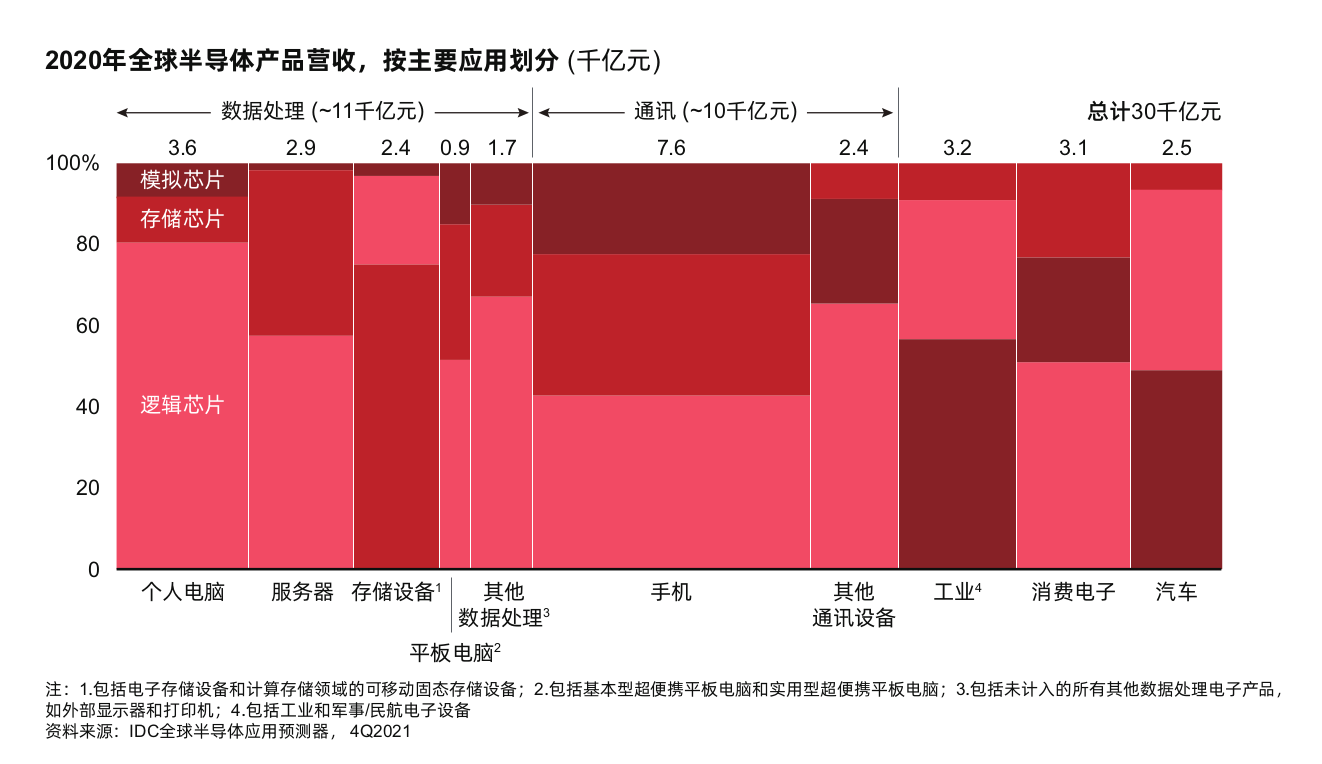 2020年全球半导体产品营收，按主要应用划分 (千亿元)
数据处理 (~11千亿元) 通讯 (~10千亿元) 总计30千亿元
3.6 2.9 2.4 0.9 1.7 7.6 2.4 3.2 3.1 2.5
100%
模拟芯片
存储芯片
80
60
40
逻辑芯片
20
0
个人电脑 服务器 存储设备1 其他 手机 其他 工业4 消费电子 汽车
数据处理3 通讯设备
平板电脑2
注：1.包括电子存储设备和计算存储领域的可移动固态存储设备；2.包括基本型超便携平板电脑和实用型超便携平板电脑；3.包括未计入的所有其他数据处理电子产品，
如外部显示器和打印机；4.包括工业和军事/民航电子设备
资料来源：IDC全球半导体应用预测器， 4Q2021